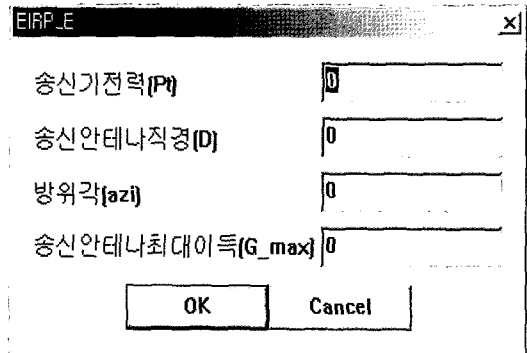 EIRP_E
송신기전력(Pt) 0
송신안테나직경(D) 0
방위각(azi) 0
송신안테나최대이득(G_max) 0
OK Cancel